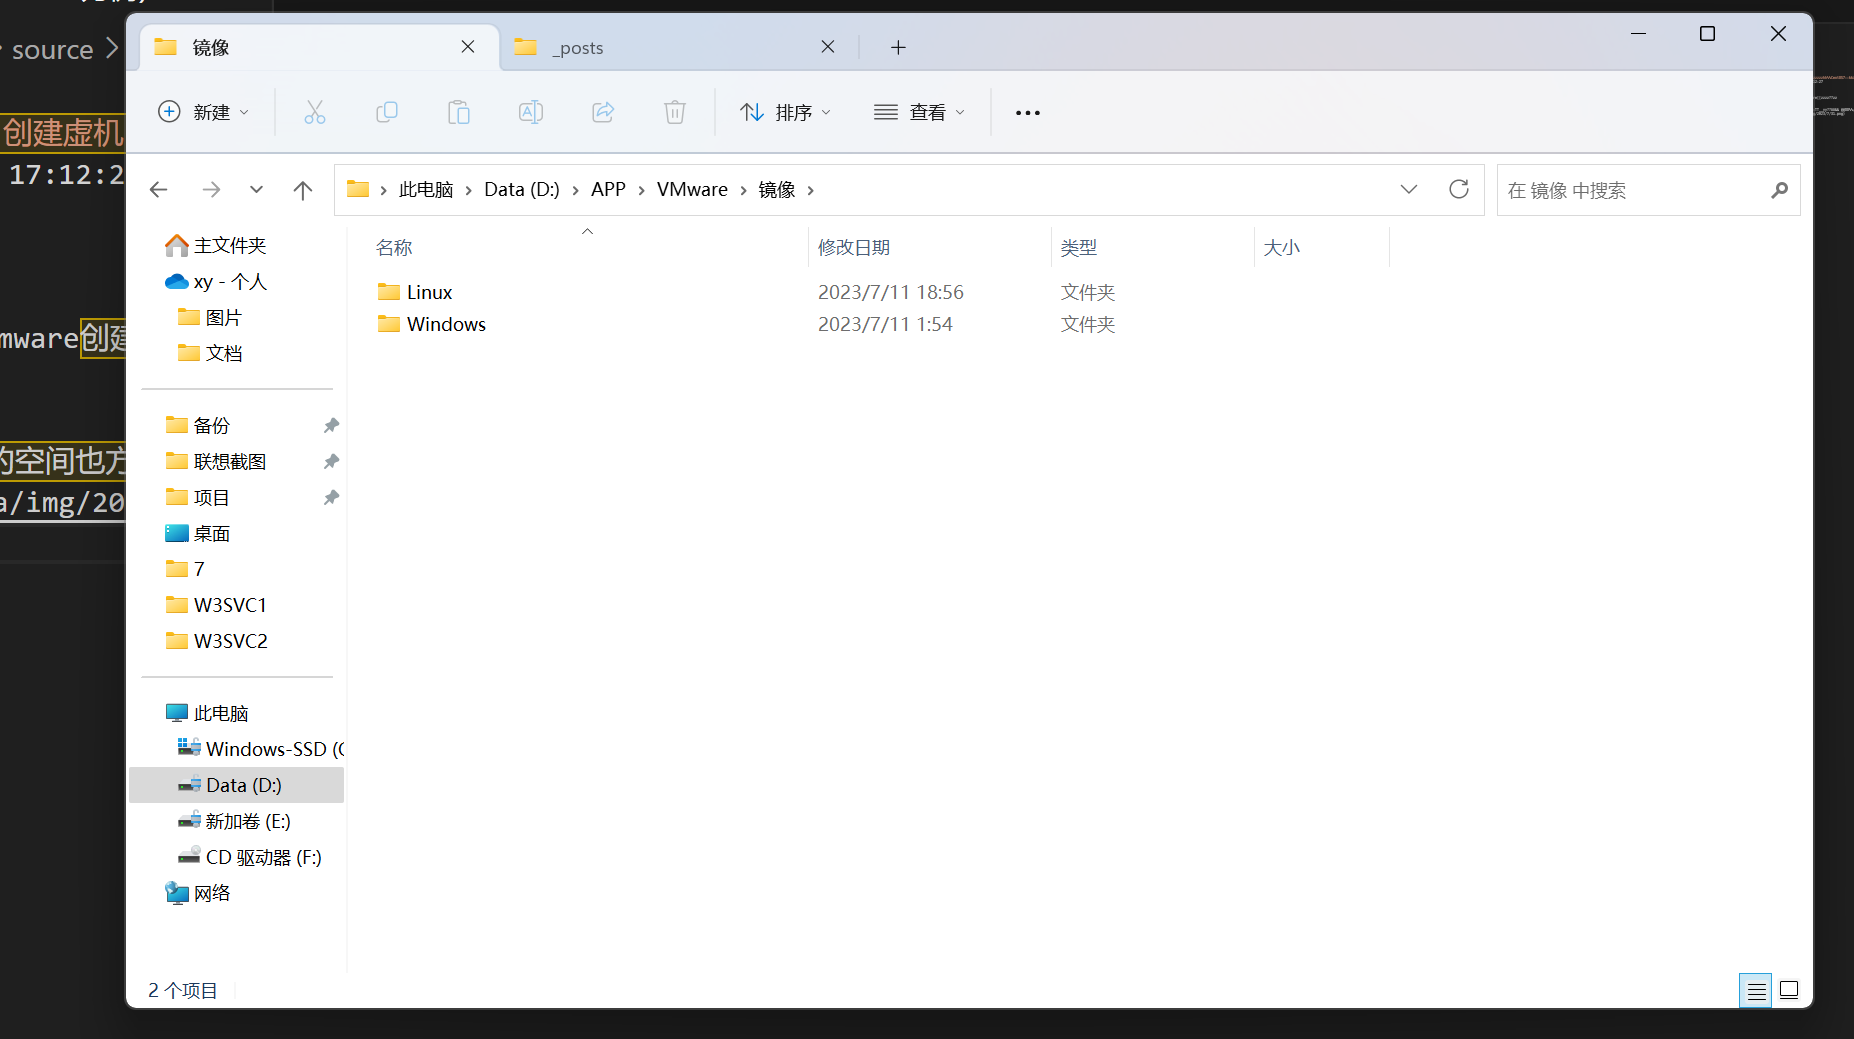 source
创建虚机
17:12:2
mware创建
的空间也方
a/img/20
镜像
_posts
新建
排序
查看
此电脑
Data (D:)
APP
VMware
镜像
在 镜像 中搜索
主文件夹
xy - 个人
图片
文档
备份
联想截图
项目
桌面
7
W3SVC1
W3SVC2
此电脑
Windows-SSD (C
Data (D:)
新加卷 (E:)
CD 驱动器 (F:)
网络
名称 修改日期 类型 大小
Linux 2023/7/11 18:56 文件夹
Windows 2023/7/11 1:54 文件夹
2 个项目